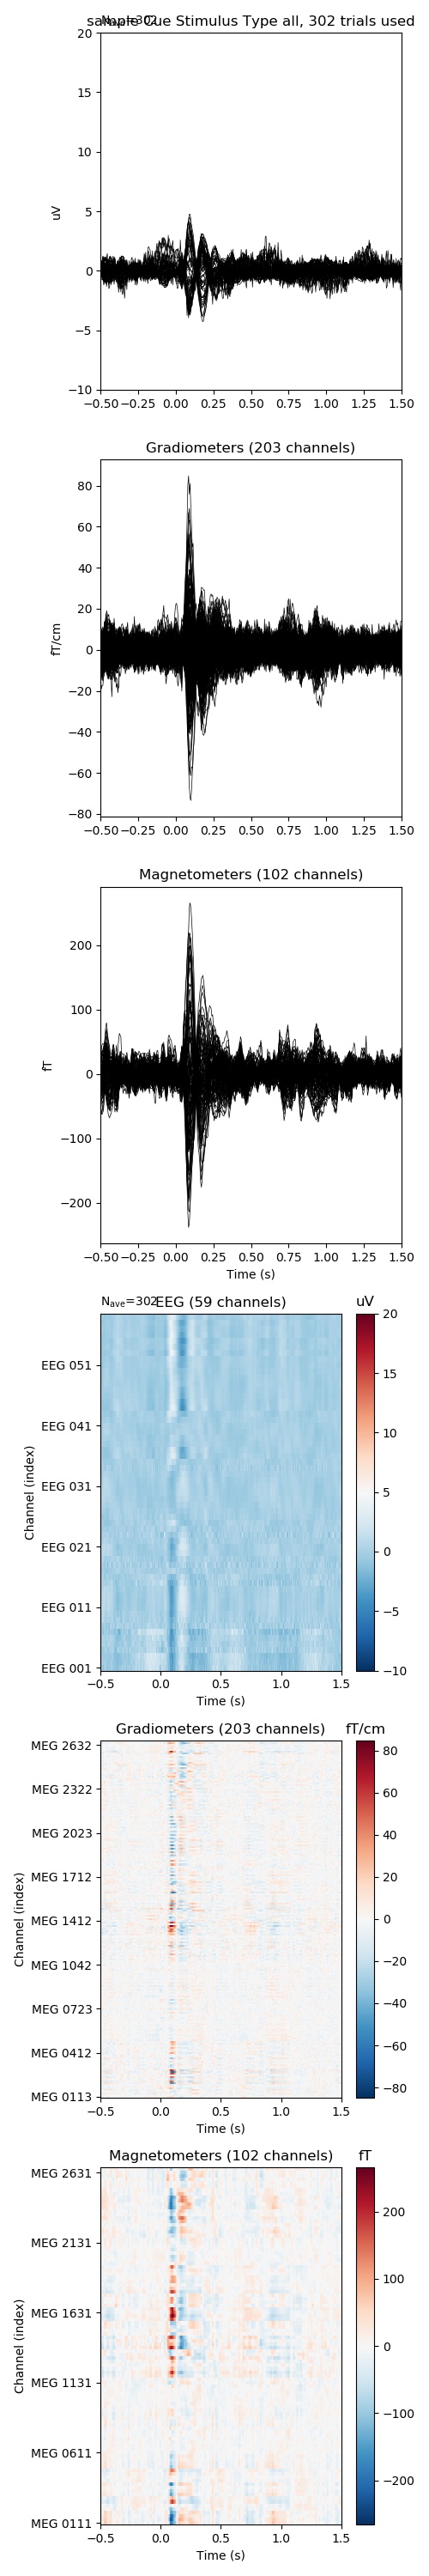 sample Cue Stimulus Type all, 302 trials used
20
15
10
5
0
−5
−10
uV
−0.50 −0.25 0.00 0.25 0.50 0.75 1.00 1.25 1.50
Gradiometers (203 channels)
80
60
40
20
0
−20
−40
−60
−80
fT/cm
−0.50 −0.25 0.00 0.25 0.50 0.75 1.00 1.25 1.50
Magnetometers (102 channels)
200
100
0
−100
−200
fT
−0.50 −0.25 0.00 0.25 0.50 0.75 1.00 1.25 1.50
Time (s)
Nave=302
EEG (59 channels)
uV
EEG 051
EEG 041
EEG 031
EEG 021
EEG 011
EEG 001
Channel (index)
−0.5 0.0 0.5 1.0 1.5
Time (s)
20
15
10
5
0
−5
−10
Gradiometers (203 channels)
fT/cm
MEG 2632
MEG 2322
MEG 2023
MEG 1712
MEG 1412
MEG 1042
MEG 0723
MEG 0412
MEG 0113
Channel (index)
−0.5 0.0 0.5 1.0 1.5
Time (s)
80
60
40
20
0
−20
−40
−60
−80
Magnetometers (102 channels)
fT
MEG 2631
MEG 2131
MEG 1631
MEG 1131
MEG 0611
MEG 0111
Channel (index)
−0.5 0.0 0.5 1.0 1.5
Time (s)
200
100
0
−100
−200